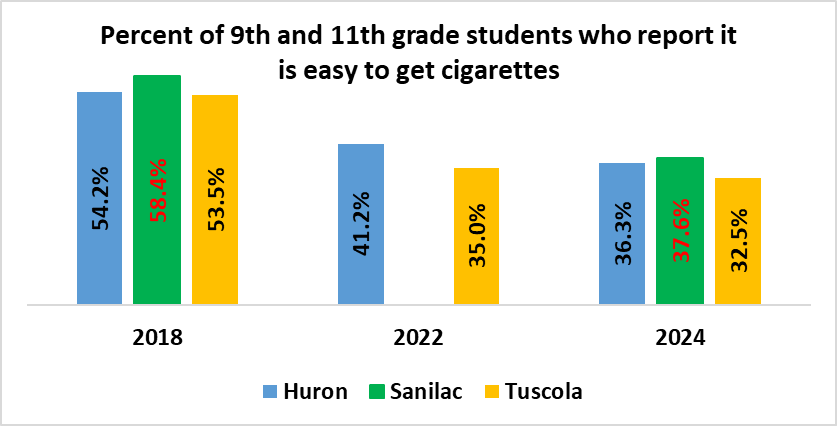 Percent of 9th and 11th grade students who report it
is easy to get cigarettes
54.2%
58.4%
53.5%
41.2%
35.0%
36.3%
37.6%
32.5%
2018
2022
2024
Huron
Sanilac
Tuscola